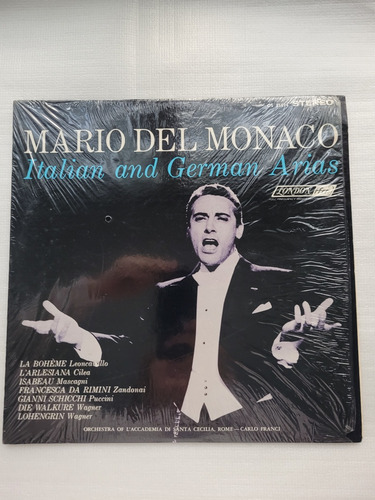 STEREO
MARIO DEL MONACO
Italian and German Arias
LONDON
LA BOHÈME Leoncavallo
L'ARLESIANA Cilea
ISABEAU Mascagni
FRANCESCA DA RIMINI Zandonai
GIANNI SCHICCHI Puccini
DIE WALKURE Wagner
LOHENGRIN Wagner
ORCHESTRA OF L'ACCADEMIA DI SANTA CECILIA, ROME — CARLO FRANCI